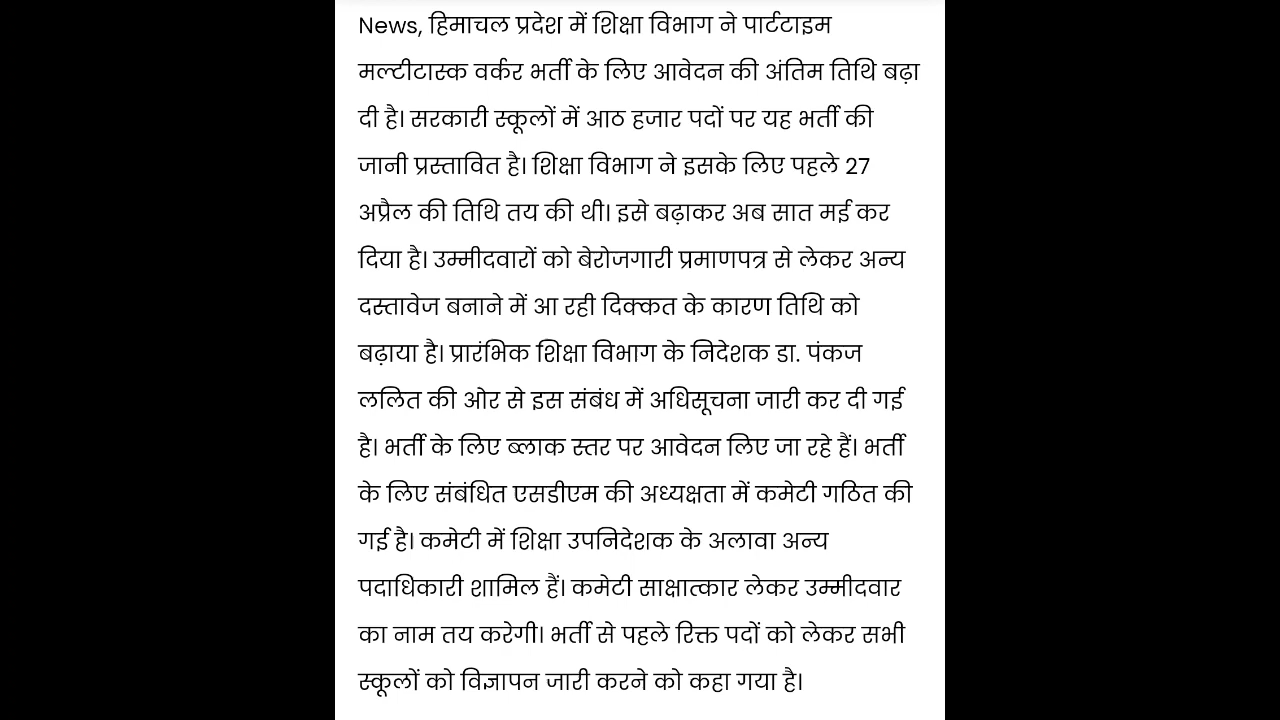 News, हिमाचल प्रदेश में शिक्षा विभाग ने पार्टटाइम
मल्टीटास्क वर्कर भर्ती के लिए आवेदन की अंतिम तिथि बढ़ा
दी है। सरकारी स्कूलों में आठ हजार पदों पर यह भर्ती की
जानी प्रस्तावित है। शिक्षा विभाग ने इसके लिए पहले 27
अप्रैल की तिथि तय की थी। इसे बढ़ाकर अब सात मई कर
दिया है। उम्मीदवारों को बेरोजगारी प्रमाणपत्र से लेकर अन्य
दस्तावेज बनाने में आ रही दिक्कत के कारण तिथि को
बढ़ाया है। प्रारंभिक शिक्षा विभाग के निदेशक डा. पंकज
ललित की ओर से इस संबंध में अधिसूचना जारी कर दी गई
है। भर्ती के लिए ब्लाक स्तर पर आवेदन लिए जा रहे हैं। भर्ती
के लिए संबंधित एसडीएम की अध्यक्षता में कमेटी गठित की
गई है। कमेटी में शिक्षा उपनिदेशक के अलावा अन्य
पदाधिकारी शामिल हैं। कमेटी साक्षात्कार लेकर उम्मीदवार
का नाम तय करेगी। भर्ती से पहले रिक्त पदों को लेकर सभी
स्कूलों को विज्ञापन जारी करने को कहा गया है।